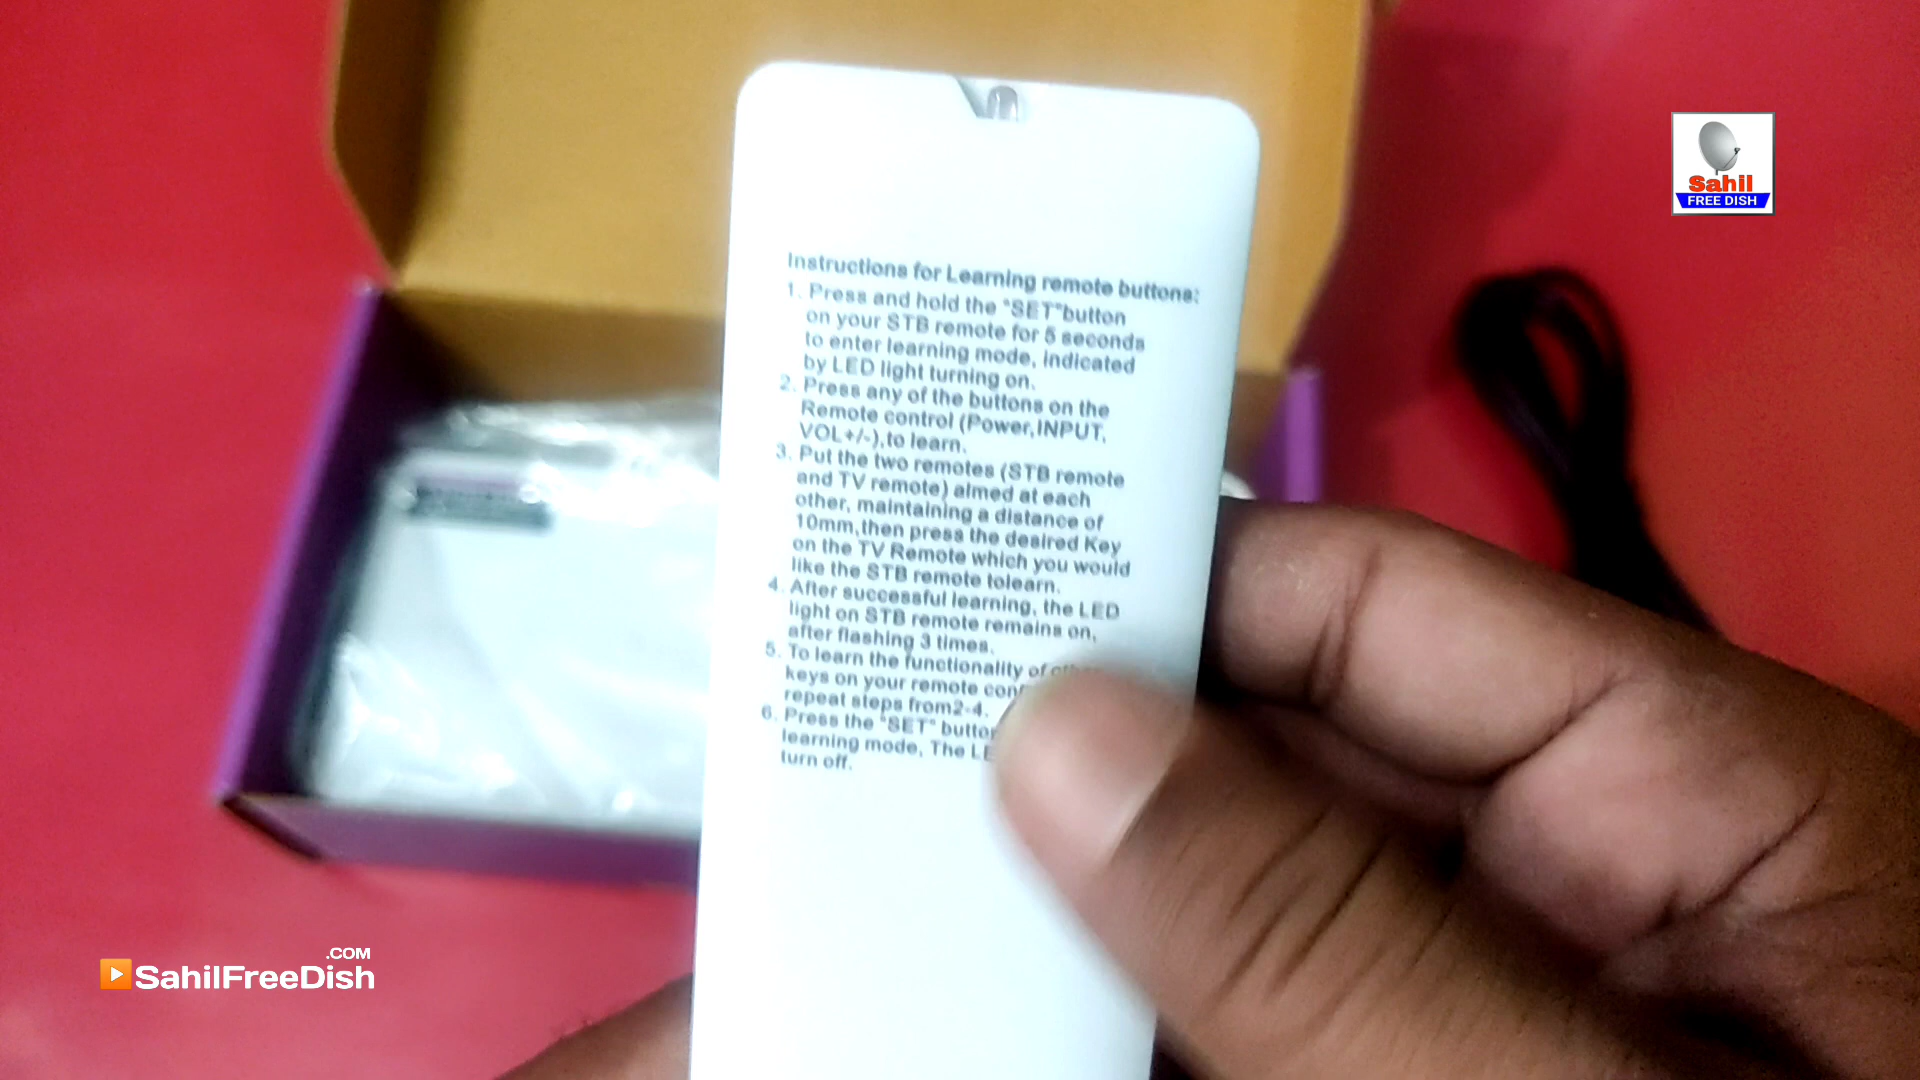 Sahil
FREE DISH
Instructions for Learning remote buttons:
1. Press and hold the "SET"button
on your STB remote for 5 seconds
to enter learning mode, indicated
by LED light turning on.
2. Press any of the buttons on the
Remote control (Power,INPUT,
VOL+/-),to learn.
3. Put the two remotes (STB remote
and TV remote) aimed at each
other, maintaining a distance of
10mm,then press the desired Key
on the TV Remote which you would
like the STB remote tolearn.
4. After successful learning, the LED
light on STB remote remains on,
after flashing 3 times.
5. To learn the functionality of
keys on your remote
repeat steps from2-4.
6. Press the "SET"
learning mode, The
turn off.
.COM
SahilFreeDish